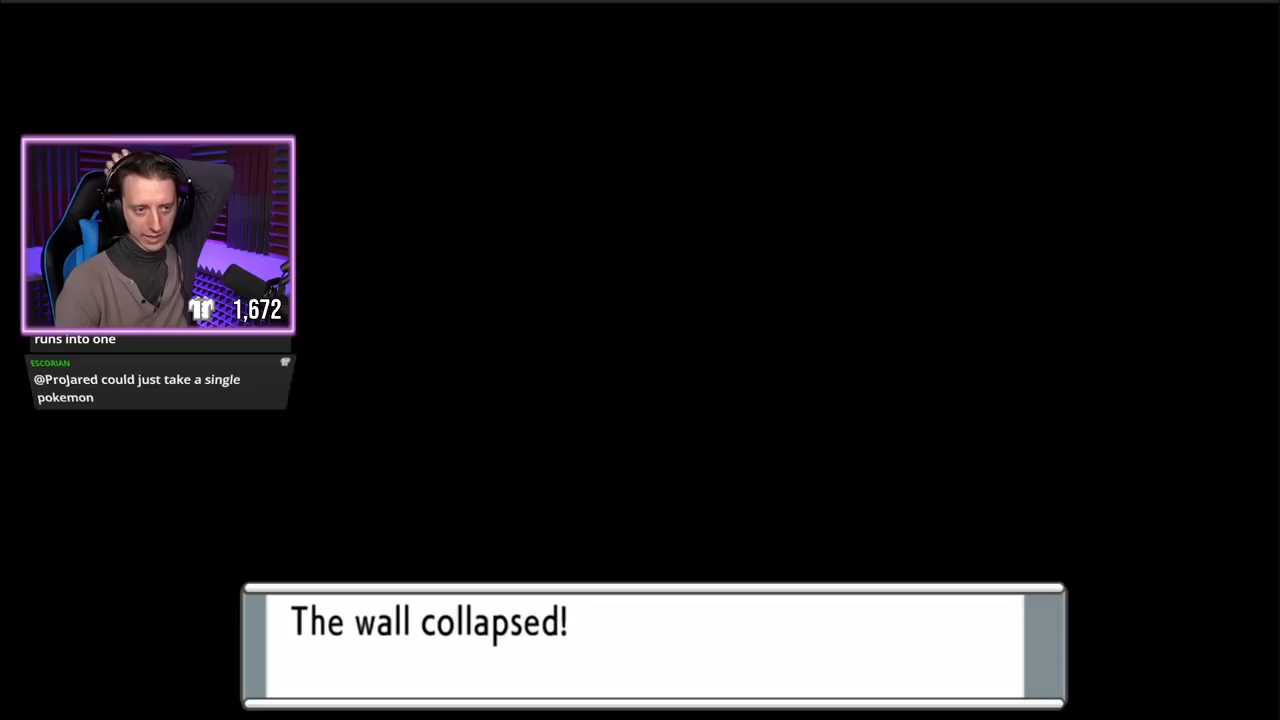 1,672
runs into one
ESCORIAN
@ProJared could just take a single
pokemon
The wall collapsed!